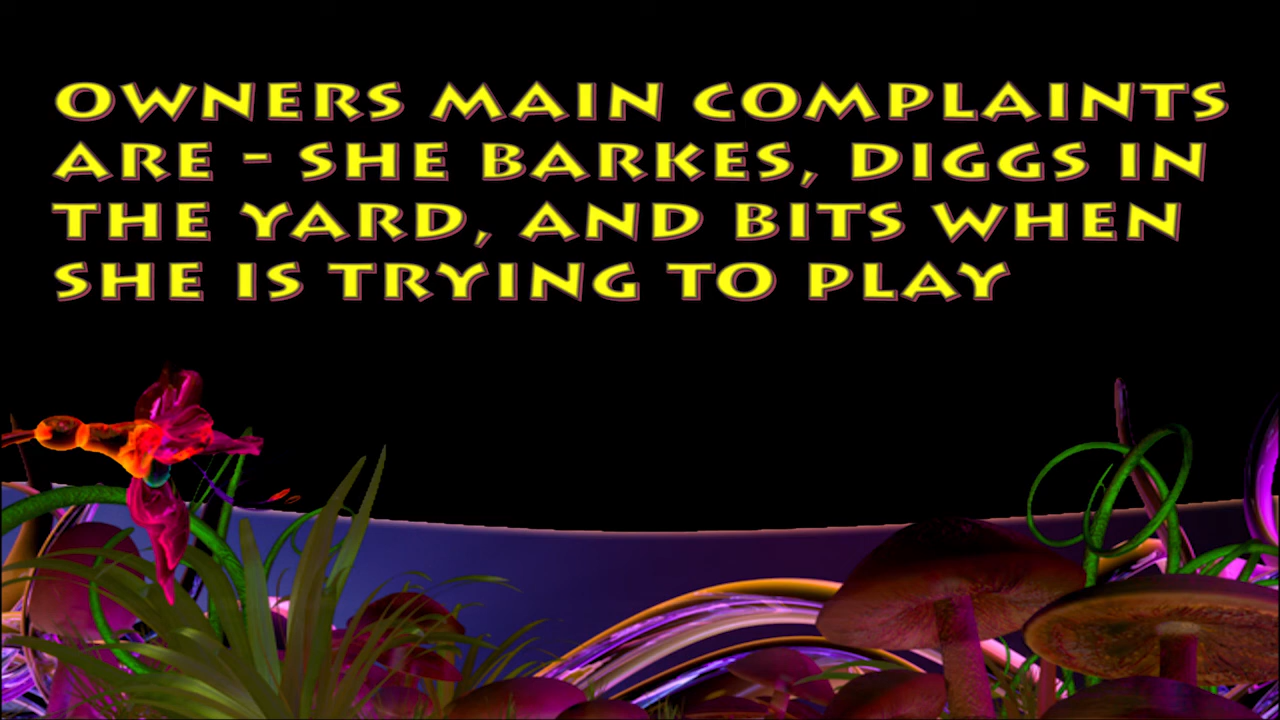 OWNERS MAIN COMPLAINTS
ARE - SHE BARKES, DIGGS IN
THE YARD, AND BITS WHEN
SHE IS TRYING TO PLAY